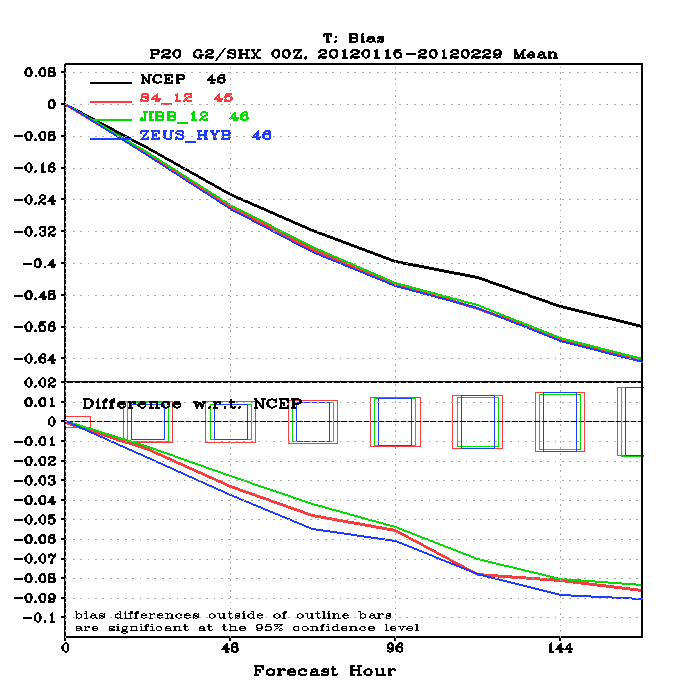 T: Bias
P20 G2/SHX 00Z, 20120116-20120229 Mean
0.08
0
-0.08
-0.16
-0.24
-0.32
-0.4
-0.48
-0.56
-0.64
NCEP 46
S4_12 45
JIBB_12 46
ZEUS_HYB 46
0.02
0.01
0
-0.01
-0.02
-0.03
-0.04
-0.05
-0.06
-0.07
-0.08
-0.09
-0.1
Difference w.r.t. NCEP
bias differences outside of outline bars
are significant at the 95% confidence level
0 48 96 144
Forecast Hour